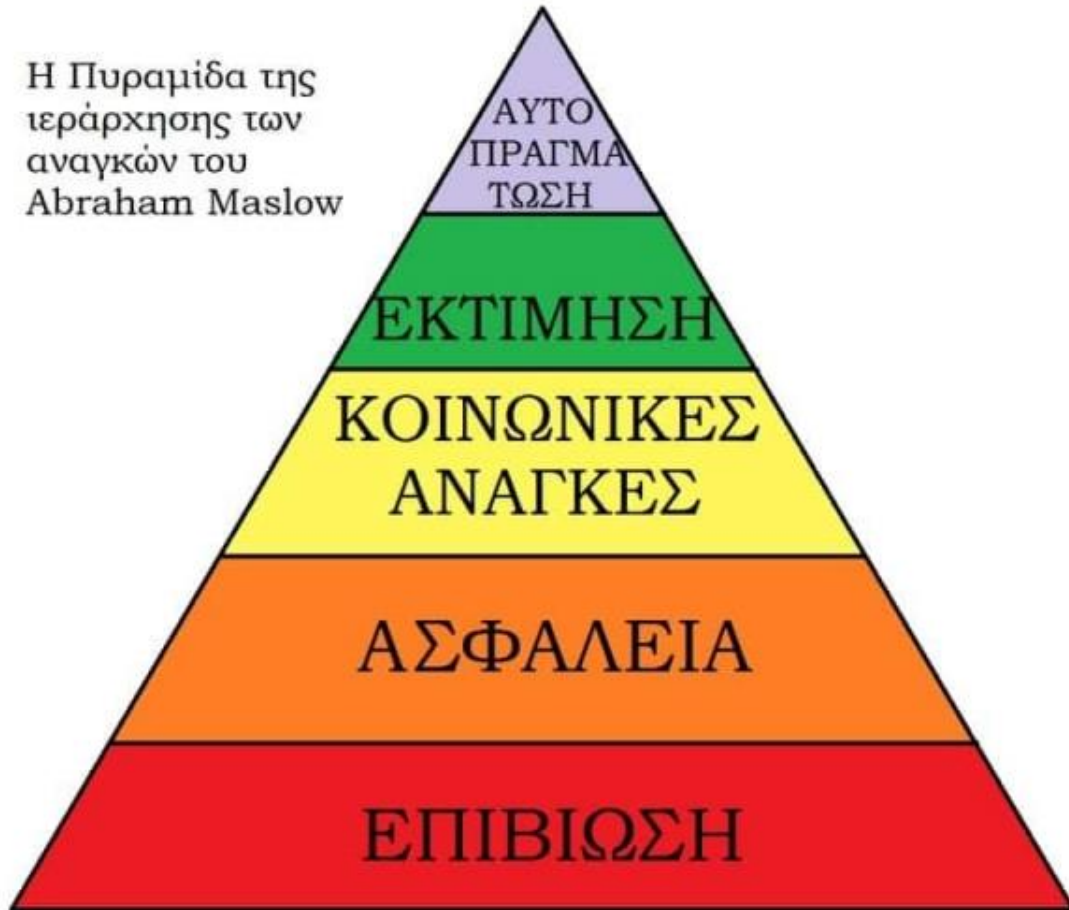 Η Πυραμίδα της
ιεράρχησης των
αναγκών του
Abraham Maslow
ΑΥΤΟ
ΠΡΑΓΜΑ
ΤΩΣΗ
ΕΚΤΙΜΗΣΗ
ΚΟΙΝΩΝΙΚΕΣ
ΑΝΑΓΚΕΣ
ΑΣΦΑΛΕΙΑ
ΕΠΙΒΙΩΣΗ